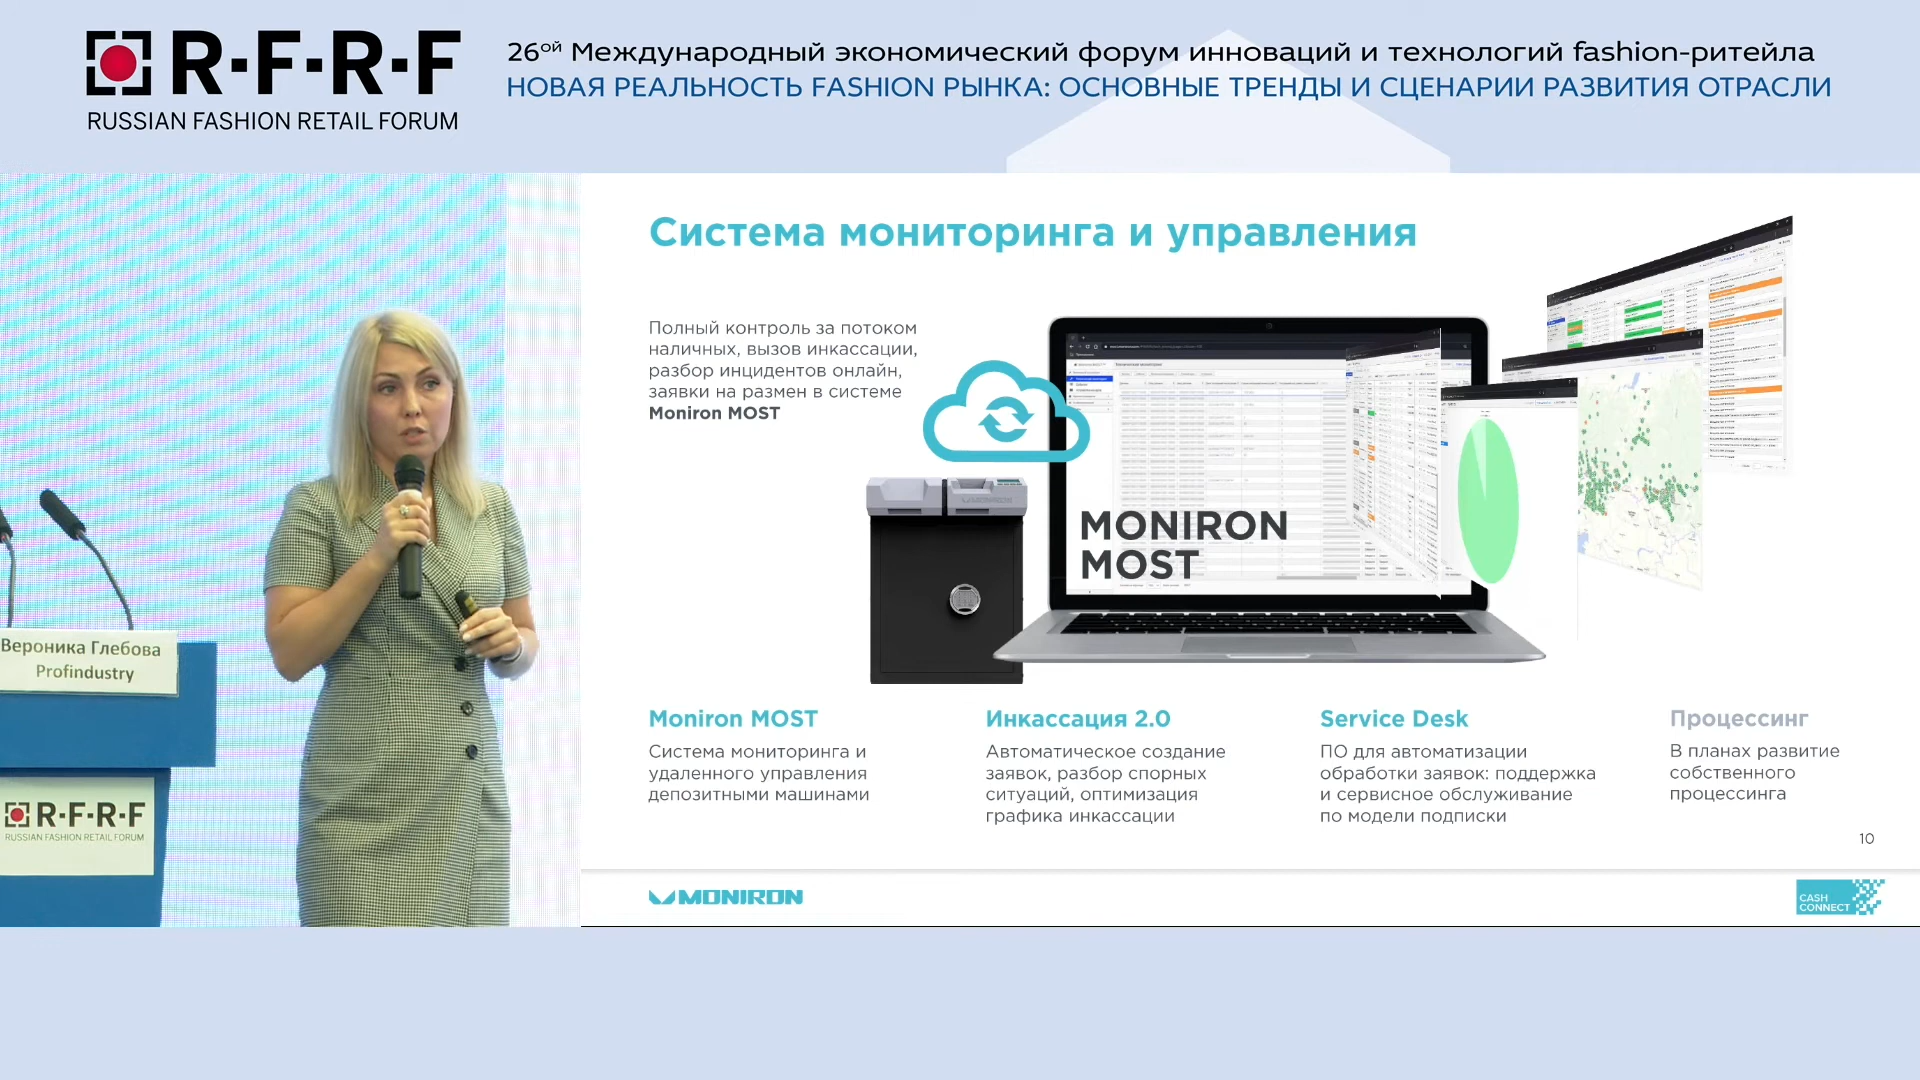 R·F·R·F
RUSSIAN FASHION RETAIL FORUM
26ой Международный экономический форум инноваций и технологий fashion-ритейла
НОВАЯ РЕАЛЬНОСТЬ FASHION РЫНКА: ОСНОВНЫЕ ТРЕНДЫ И СЦЕНАРИИ РАЗВИТИЯ ОТРАСЛИ
Система мониторинга и управления
Полный контроль за потоком
наличных, вызов инкассации,
разбор инцидентов онлайн,
заявки на размен в системе
Moniron MOST
MONIRON
MOST
Вероника Глебова
Profindustry
R·F·R·F
RUSSIAN FASHION RETAIL FORUM
Moniron MOST
Система мониторинга и
удаленного управления
депозитными машинами
Инкассация 2.0
Автоматическое создание
заявок, разбор спорных
ситуаций, оптимизация
графика инкассации
Service Desk
ПО для автоматизации
обработки заявок: поддержка
и сервисное обслуживание
по модели подписки
Процессинг
В планах развитие
собственного
процессинга
10
MONIRON
CASH
CONNECT